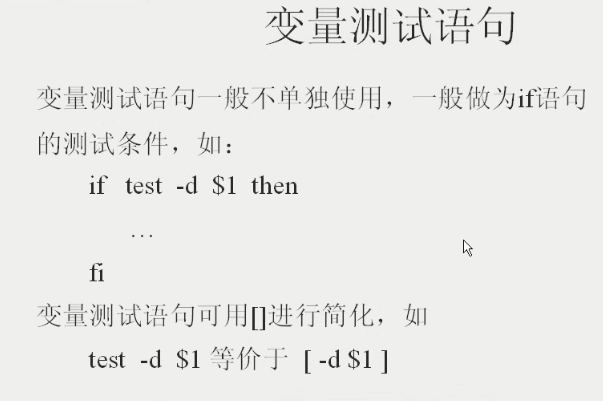 变量测试语句
变量测试语句一般不单独使用，一般做为if语句
的测试条件，如：
if test -d $1 then
...
fi
变量测试语句可用[]进行简化，如
test -d $1 等价于 [ -d $1 ]